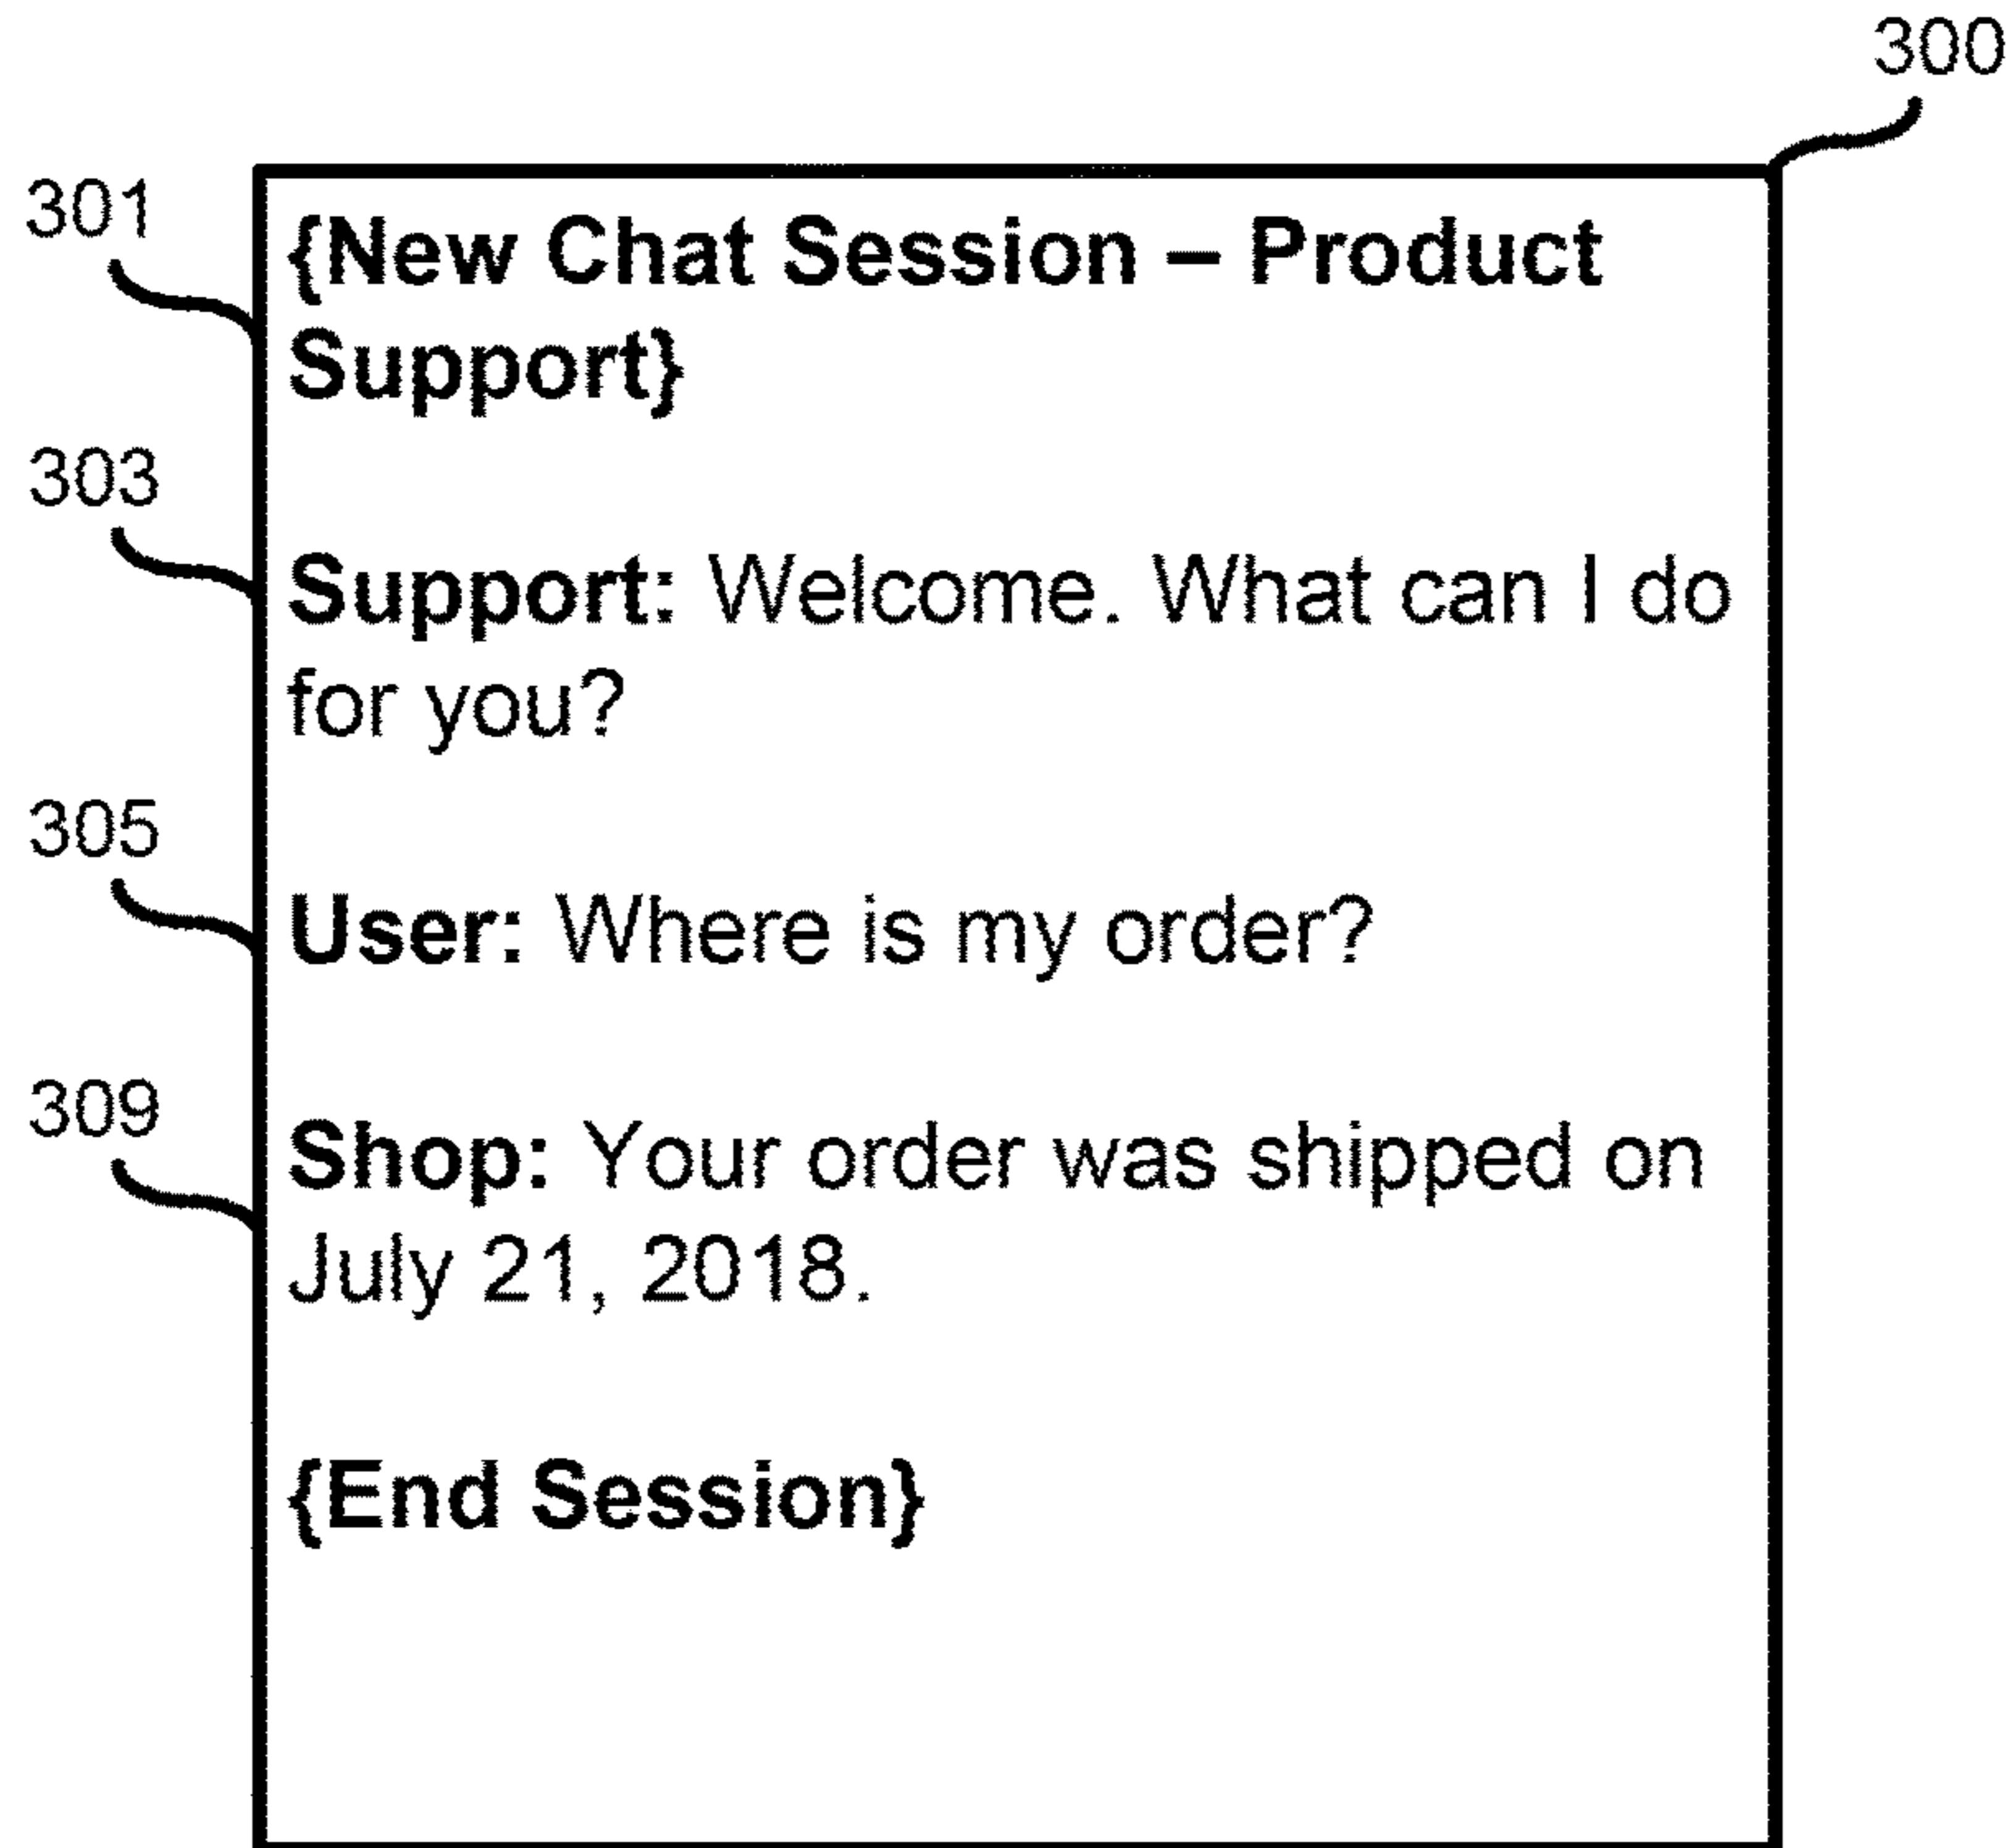 300
301
{New Chat Session – Product
Support}
303
Support: Welcome. What can I do
for you?
305
User: Where is my order?
309
Shop: Your order was shipped on
July 21, 2018.
{End Session}